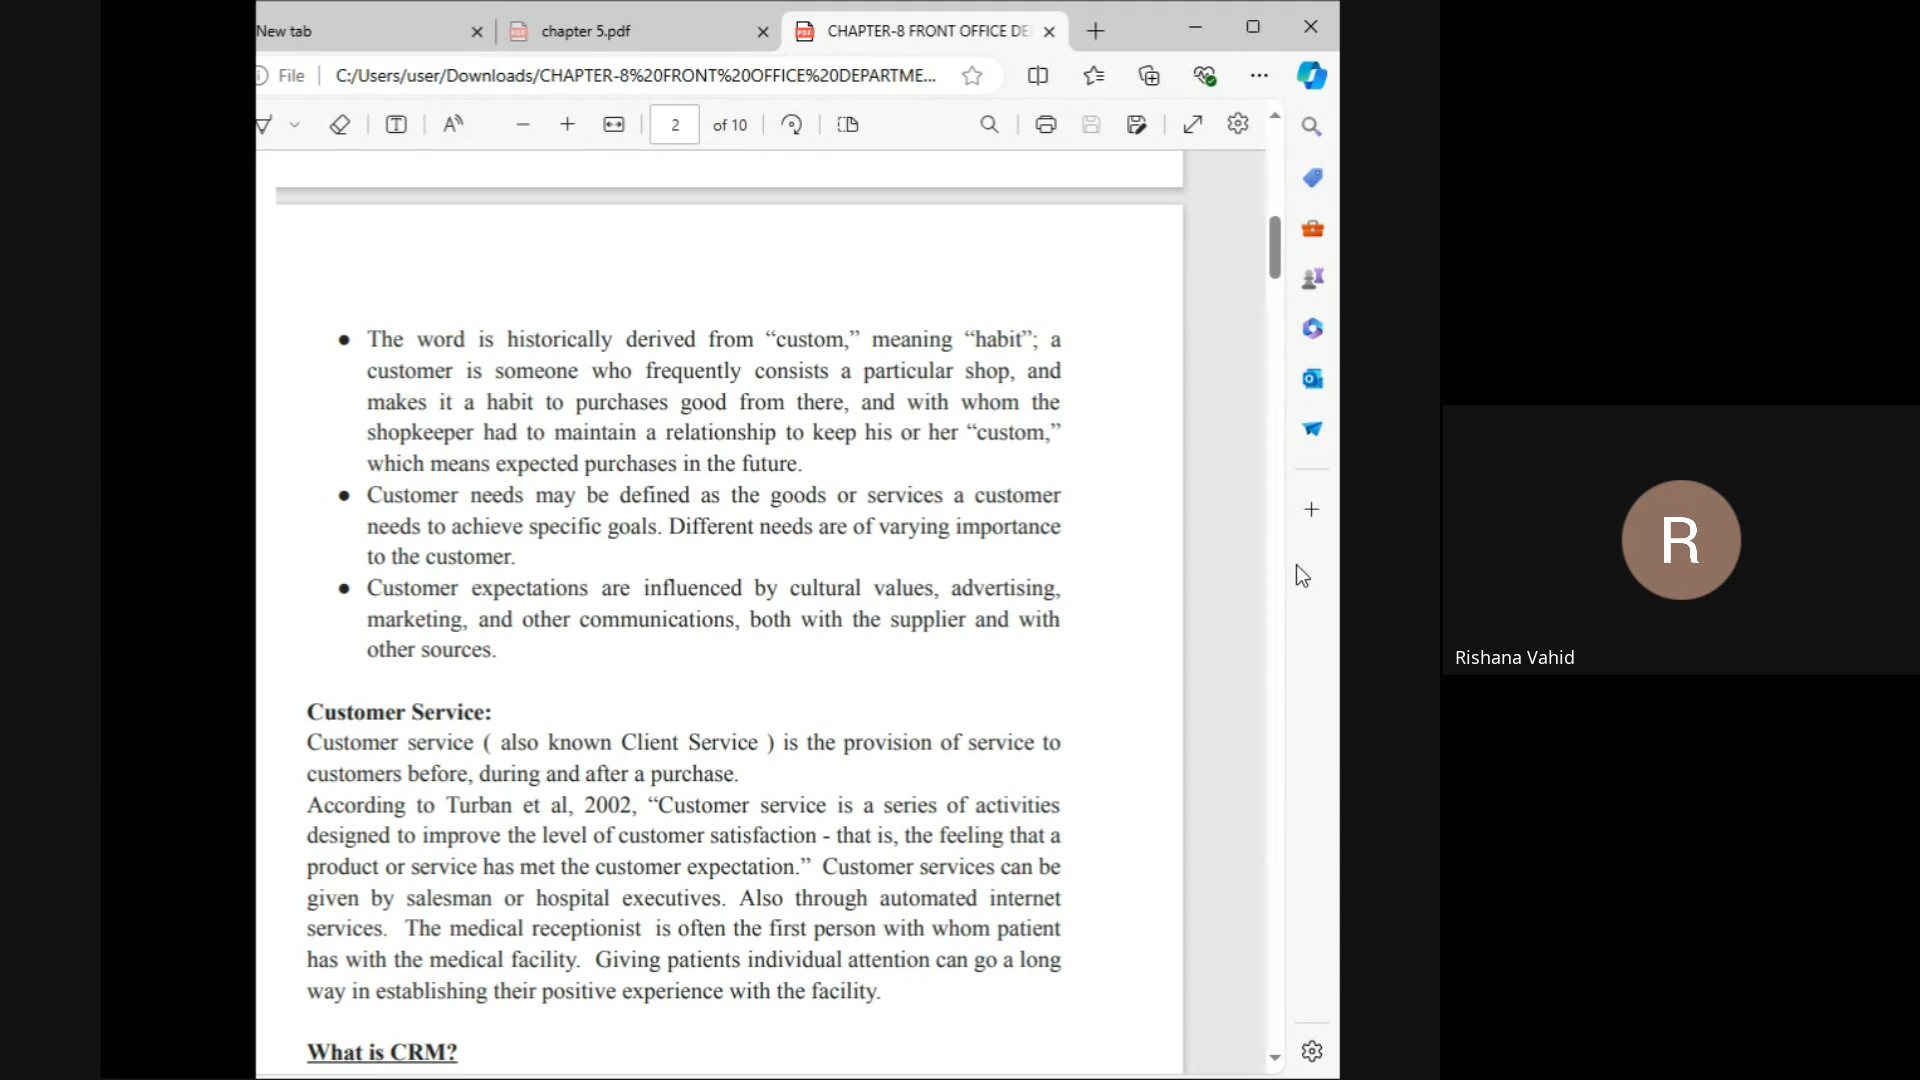 New tab
chapter 5.pdf
CHAPTER-8 FRONT OFFICE DE
File
C:/Users/user/Downloads/CHAPTER-8%20FRONT%20OFFICE%20DEPARTME...
2 of 10
The word is historically derived from “custom,” meaning “habit”; a
customer is someone who frequently consists a particular shop, and
makes it a habit to purchases good from there, and with whom the
shopkeeper had to maintain a relationship to keep his or her “custom,”
which means expected purchases in the future.
Customer needs may be defined as the goods or services a customer
needs to achieve specific goals. Different needs are of varying importance
to the customer.
Customer expectations are influenced by cultural values, advertising,
marketing, and other communications, both with the supplier and with
other sources.
Customer Service:
Customer service ( also known Client Service ) is the provision of service to
customers before, during and after a purchase.
According to Turban et al, 2002, “Customer service is a series of activities
designed to improve the level of customer satisfaction - that is, the feeling that a
product or service has met the customer expectation.” Customer services can be
given by salesman or hospital executives. Also through automated internet
services. The medical receptionist is often the first person with whom patient
has with the medical facility. Giving patients individual attention can go a long
way in establishing their positive experience with the facility.
What is CRM?
R
Rishana Vahid